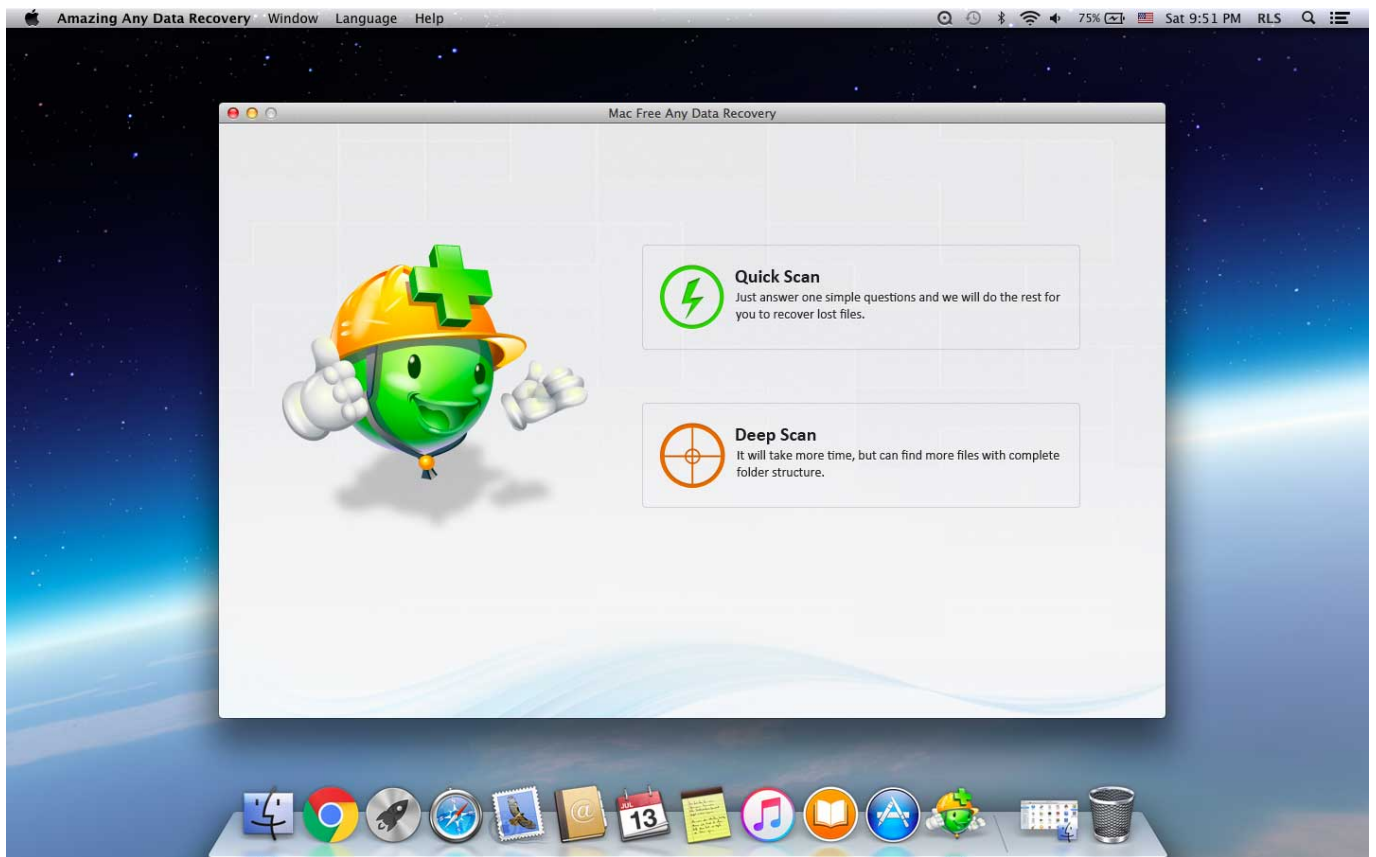 Amazing Any Data Recovery Window Language Help 75% Sat 9:51 PM RLS
Mac Free Any Data Recovery
Quick Scan
Just answer one simple questions and we will do the rest for
you to recover lost files.
Deep Scan
It will take more time, but can find more files with complete
folder structure.
JUL
13
@